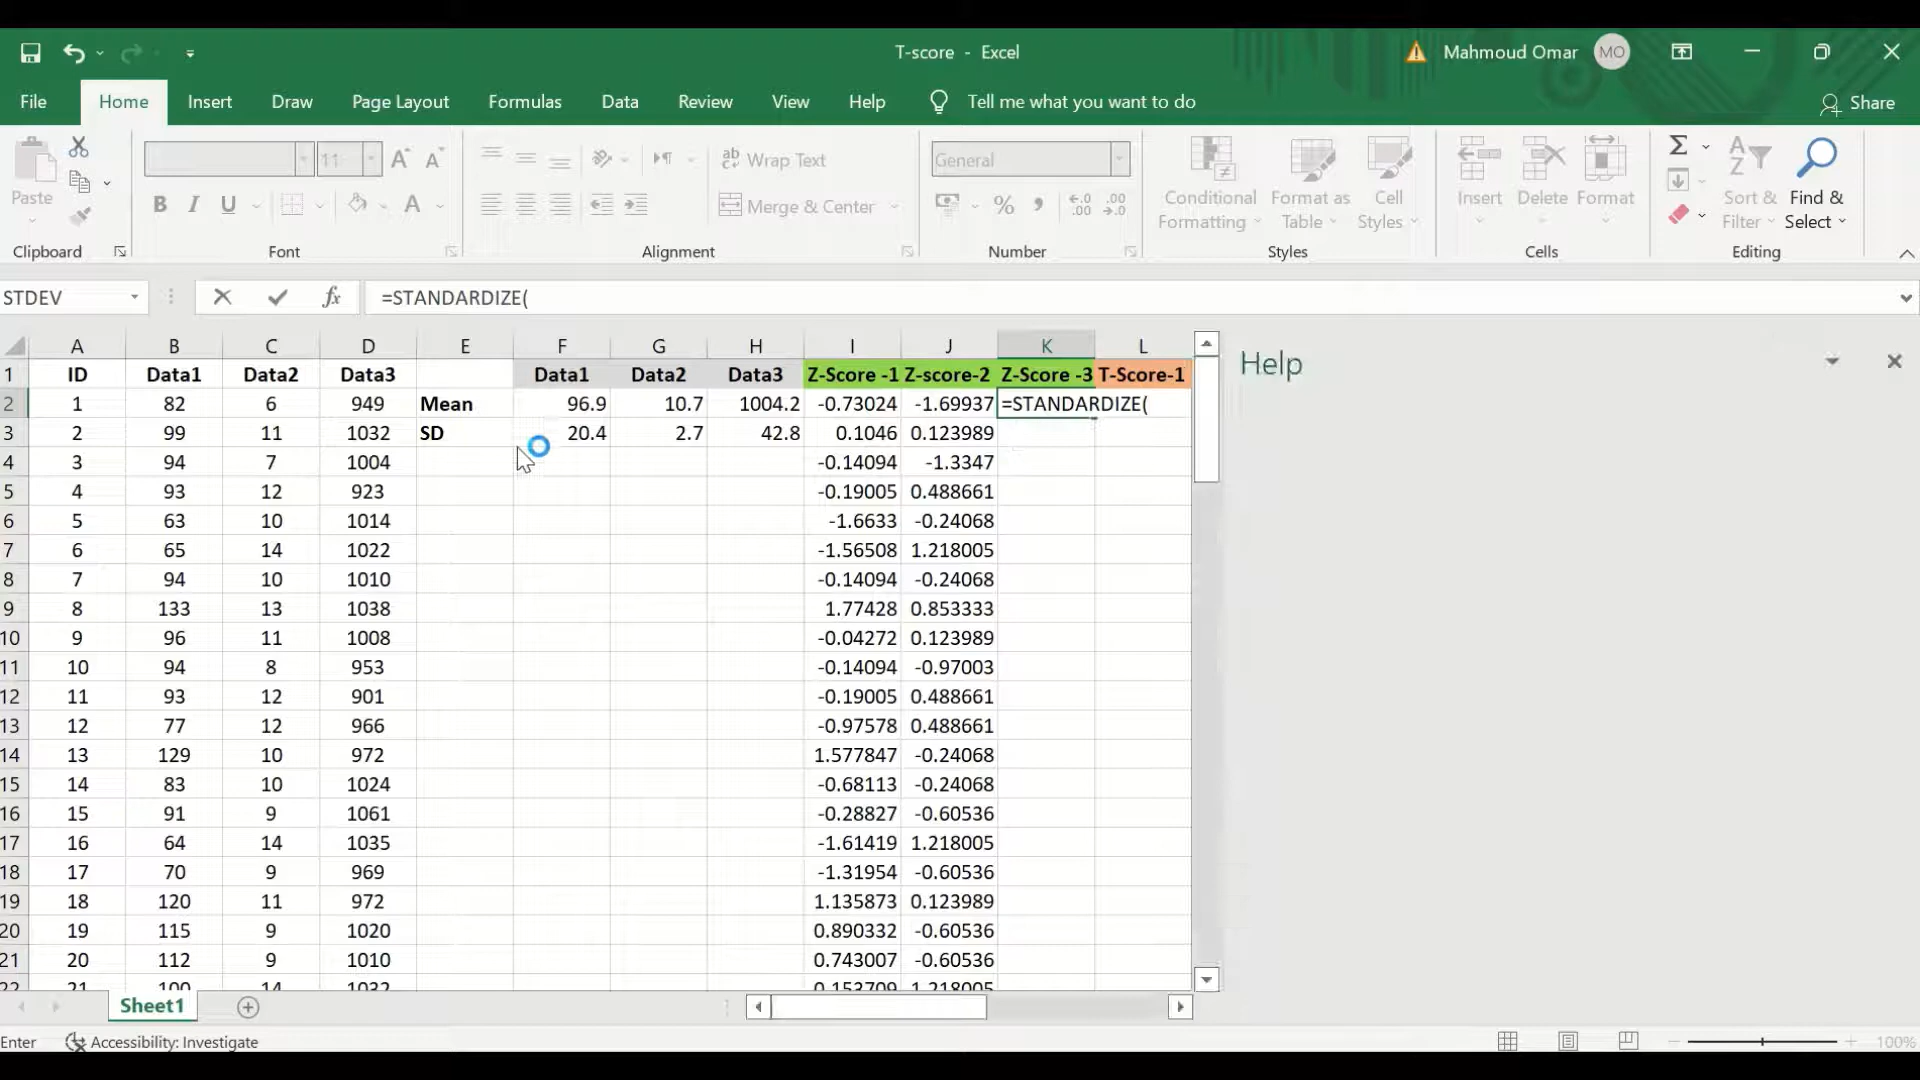 T-score - Excel
Mahmoud Omar MO
File Home Insert Draw Page Layout Formulas Data Review View Help Tell me what you want to do Share
Paste
Clipboard
11
B I U A
Font
Wrap Text
Merge & Center
Alignment
General
% 
Number
Conditional Formatting
Format as Table
Cell Styles
Styles
Insert Delete Format
Cells
Sort & Filter
Find & Select
Editing
STDEV fx =STANDARDIZE(
A B C D E F G H I J K L
1 ID Data1 Data2 Data3 Data1 Data2 Data3 Z-Score -1 Z-score-2 Z-Score -3 T-Score-1
2 1 82 6 949 Mean 96.9 10.7 1004.2 -0.73024 -1.69937 =STANDARDIZE(
3 2 99 11 1032 SD 20.4 2.7 42.8 0.1046 0.123989
4 3 94 7 1004 -0.14094 -1.3347
5 4 93 12 923 -0.19005 0.488661
6 5 63 10 1014 -1.6633 -0.24068
7 6 65 14 1022 -1.56508 1.218005
8 7 94 10 1010 -0.14094 -0.24068
9 8 133 13 1038 1.77428 0.853333
10 9 96 11 1008 -0.04272 0.123989
11 10 94 8 953 -0.14094 -0.97003
12 11 93 12 901 -0.19005 0.488661
13 12 77 12 966 -0.97578 0.488661
14 13 129 10 972 1.577847 -0.24068
15 14 83 10 1024 -0.68113 -0.24068
16 15 91 9 1061 -0.28827 -0.60536
17 16 64 14 1035 -1.61419 1.218005
18 17 70 9 969 -1.31954 -0.60536
19 18 120 11 972 1.135873 0.123989
20 19 115 9 1020 0.890332 -0.60536
21 20 112 9 1010 0.743007 -0.60536
22 21 100 14 1032 0.153709 1.218005
Help
Sheet1
Enter Accessibility: Investigate 100%